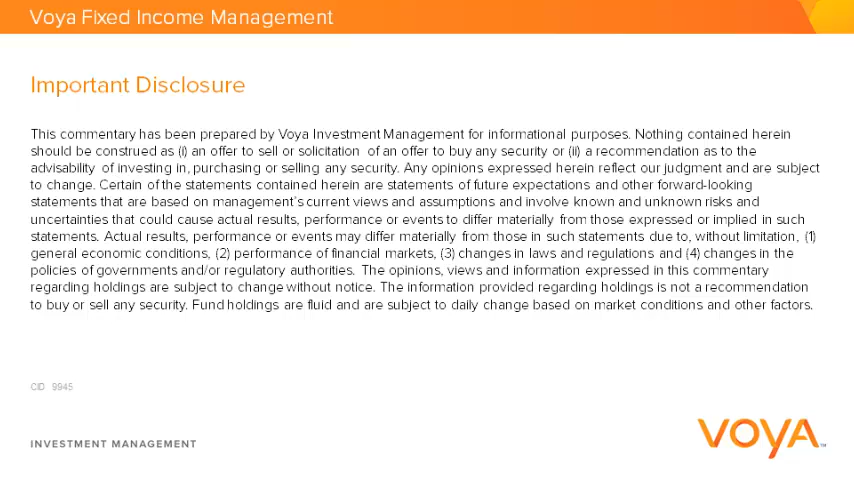 Voya Fixed Income Management
Important Disclosure
This commentary has been prepared by Voya Investment Management for informational purposes. Nothing contained herein
should be construed as (i) an offer to sell or solicitation of an offer to buy any security or (ii) a recommendation as to the
advisability of investing in, purchasing or selling any security. Any opinions expressed herein reflect our judgment and are subject
to change. Certain of the statements contained herein are statements of future expectations and other forward-looking
statements that are based on management's current views and assumptions and involve known and unknown risks and
uncertainties that could cause actual results, performance or events to differ materially from those expressed or implied in such
statements. Actual results, performance or events may differ materially from those in such statements due to, without limitation, (1)
general economic conditions, (2) performance of financial markets, (3) changes in laws and regulations and (4) changes in the
policies of governments and/or regulatory authorities. The opinions, views and information expressed in this commentary
regarding holdings are subject to change without notice. The information provided regarding holdings is not a recommendation
to buy or sell any security. Fund holdings are fluid and are subject to daily change based on market conditions and other factors.
CID 9945
INVESTMENT MANAGEMENT
VOYA™